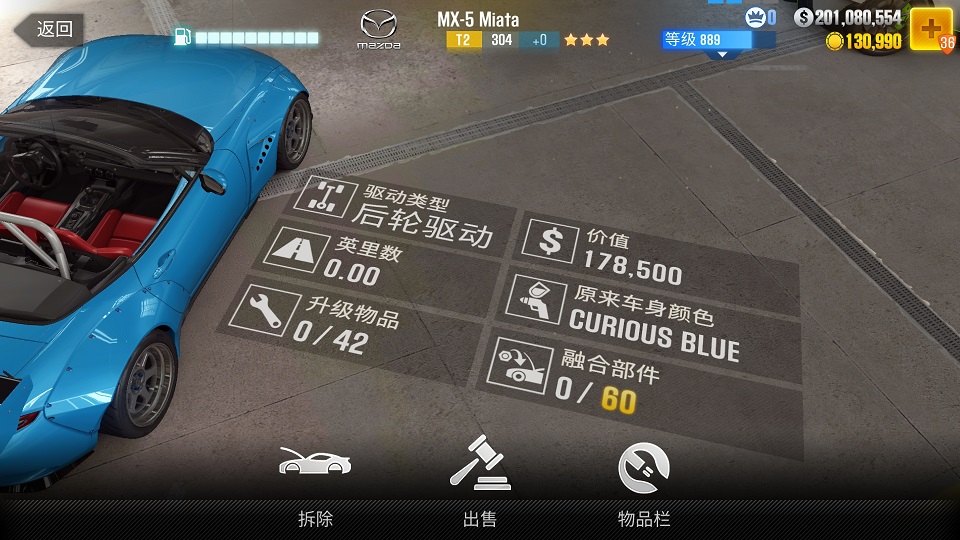 返回
mazda
MX-5 Miata
T2 304 +0
等级 889
0
201,080,554
130,990
36
驱动类型
后轮驱动
英里数
0.00
升级物品
0 / 42
价值
178,500
原来车身颜色
CURIOUS BLUE
融合部件
0 / 60
拆除
出售
物品栏